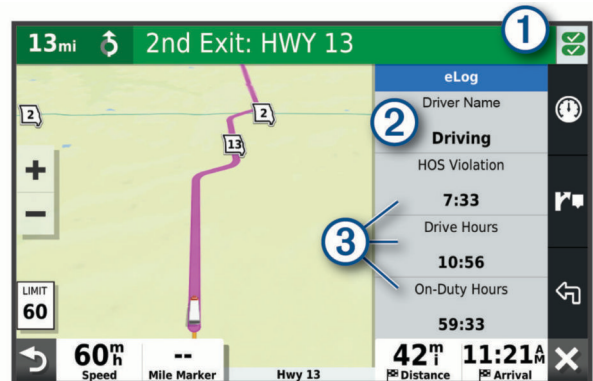 1
13mi 2nd Exit: HWY 13
eLog
Driver Name
2
Driving
HOS Violation
7:33
3
Drive Hours
10:56
On-Duty Hours
59:33
2
2
13
+
-
LIMIT
60
60mh
Speed
--
Mile Marker
Hwy 13
42mi
Distance
11:21AM
Arrival